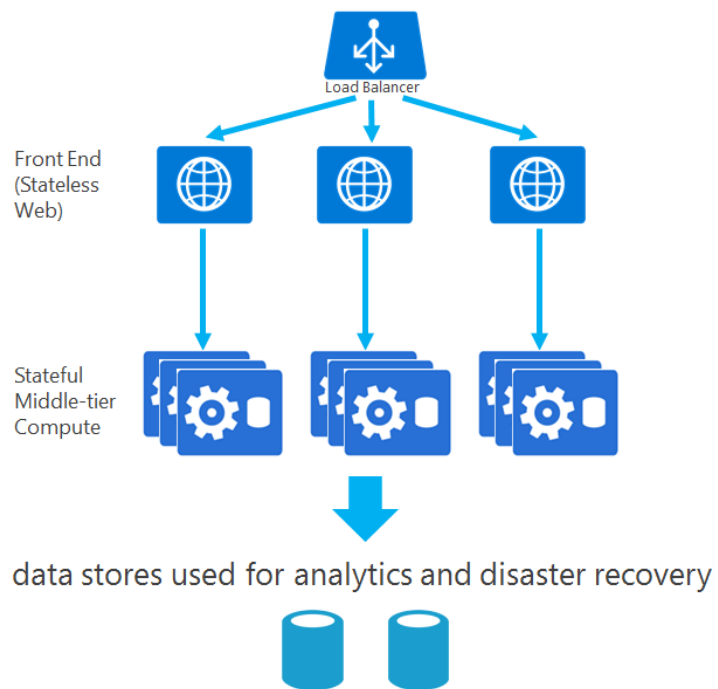 Load Balancer
Front End
(Stateless
Web)
Stateful
Middle-tier
Compute
data stores used for analytics and disaster recovery